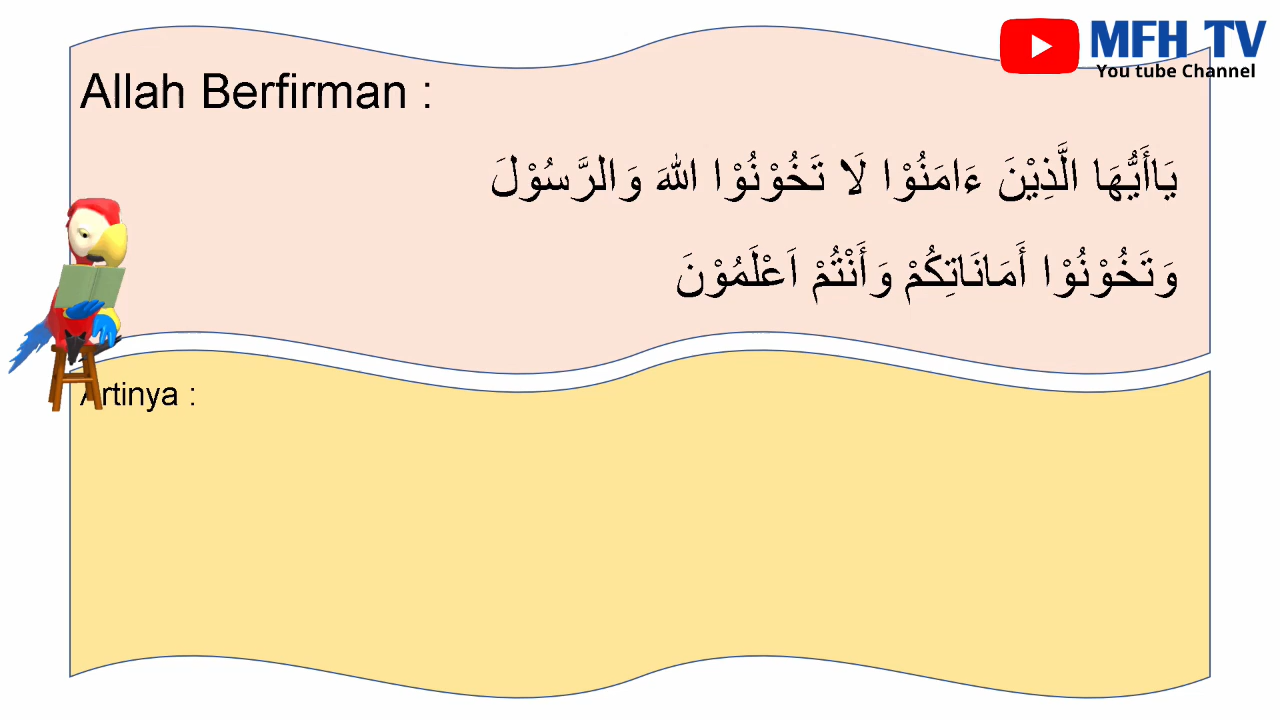 MFH TV
You tube Channel
Allah Berfirman :
يَاأَيُّهَا الَّذِيْنَ ءَامَنُوْا لَا تَخُوْنُوْا اللهَ وَالرَّسُوْلَ
وَتَخُوْنُوْا أَمَانَاتِكُمْ وَأَنْتُمْ اَعْلَمُوْنَ
Artinya :